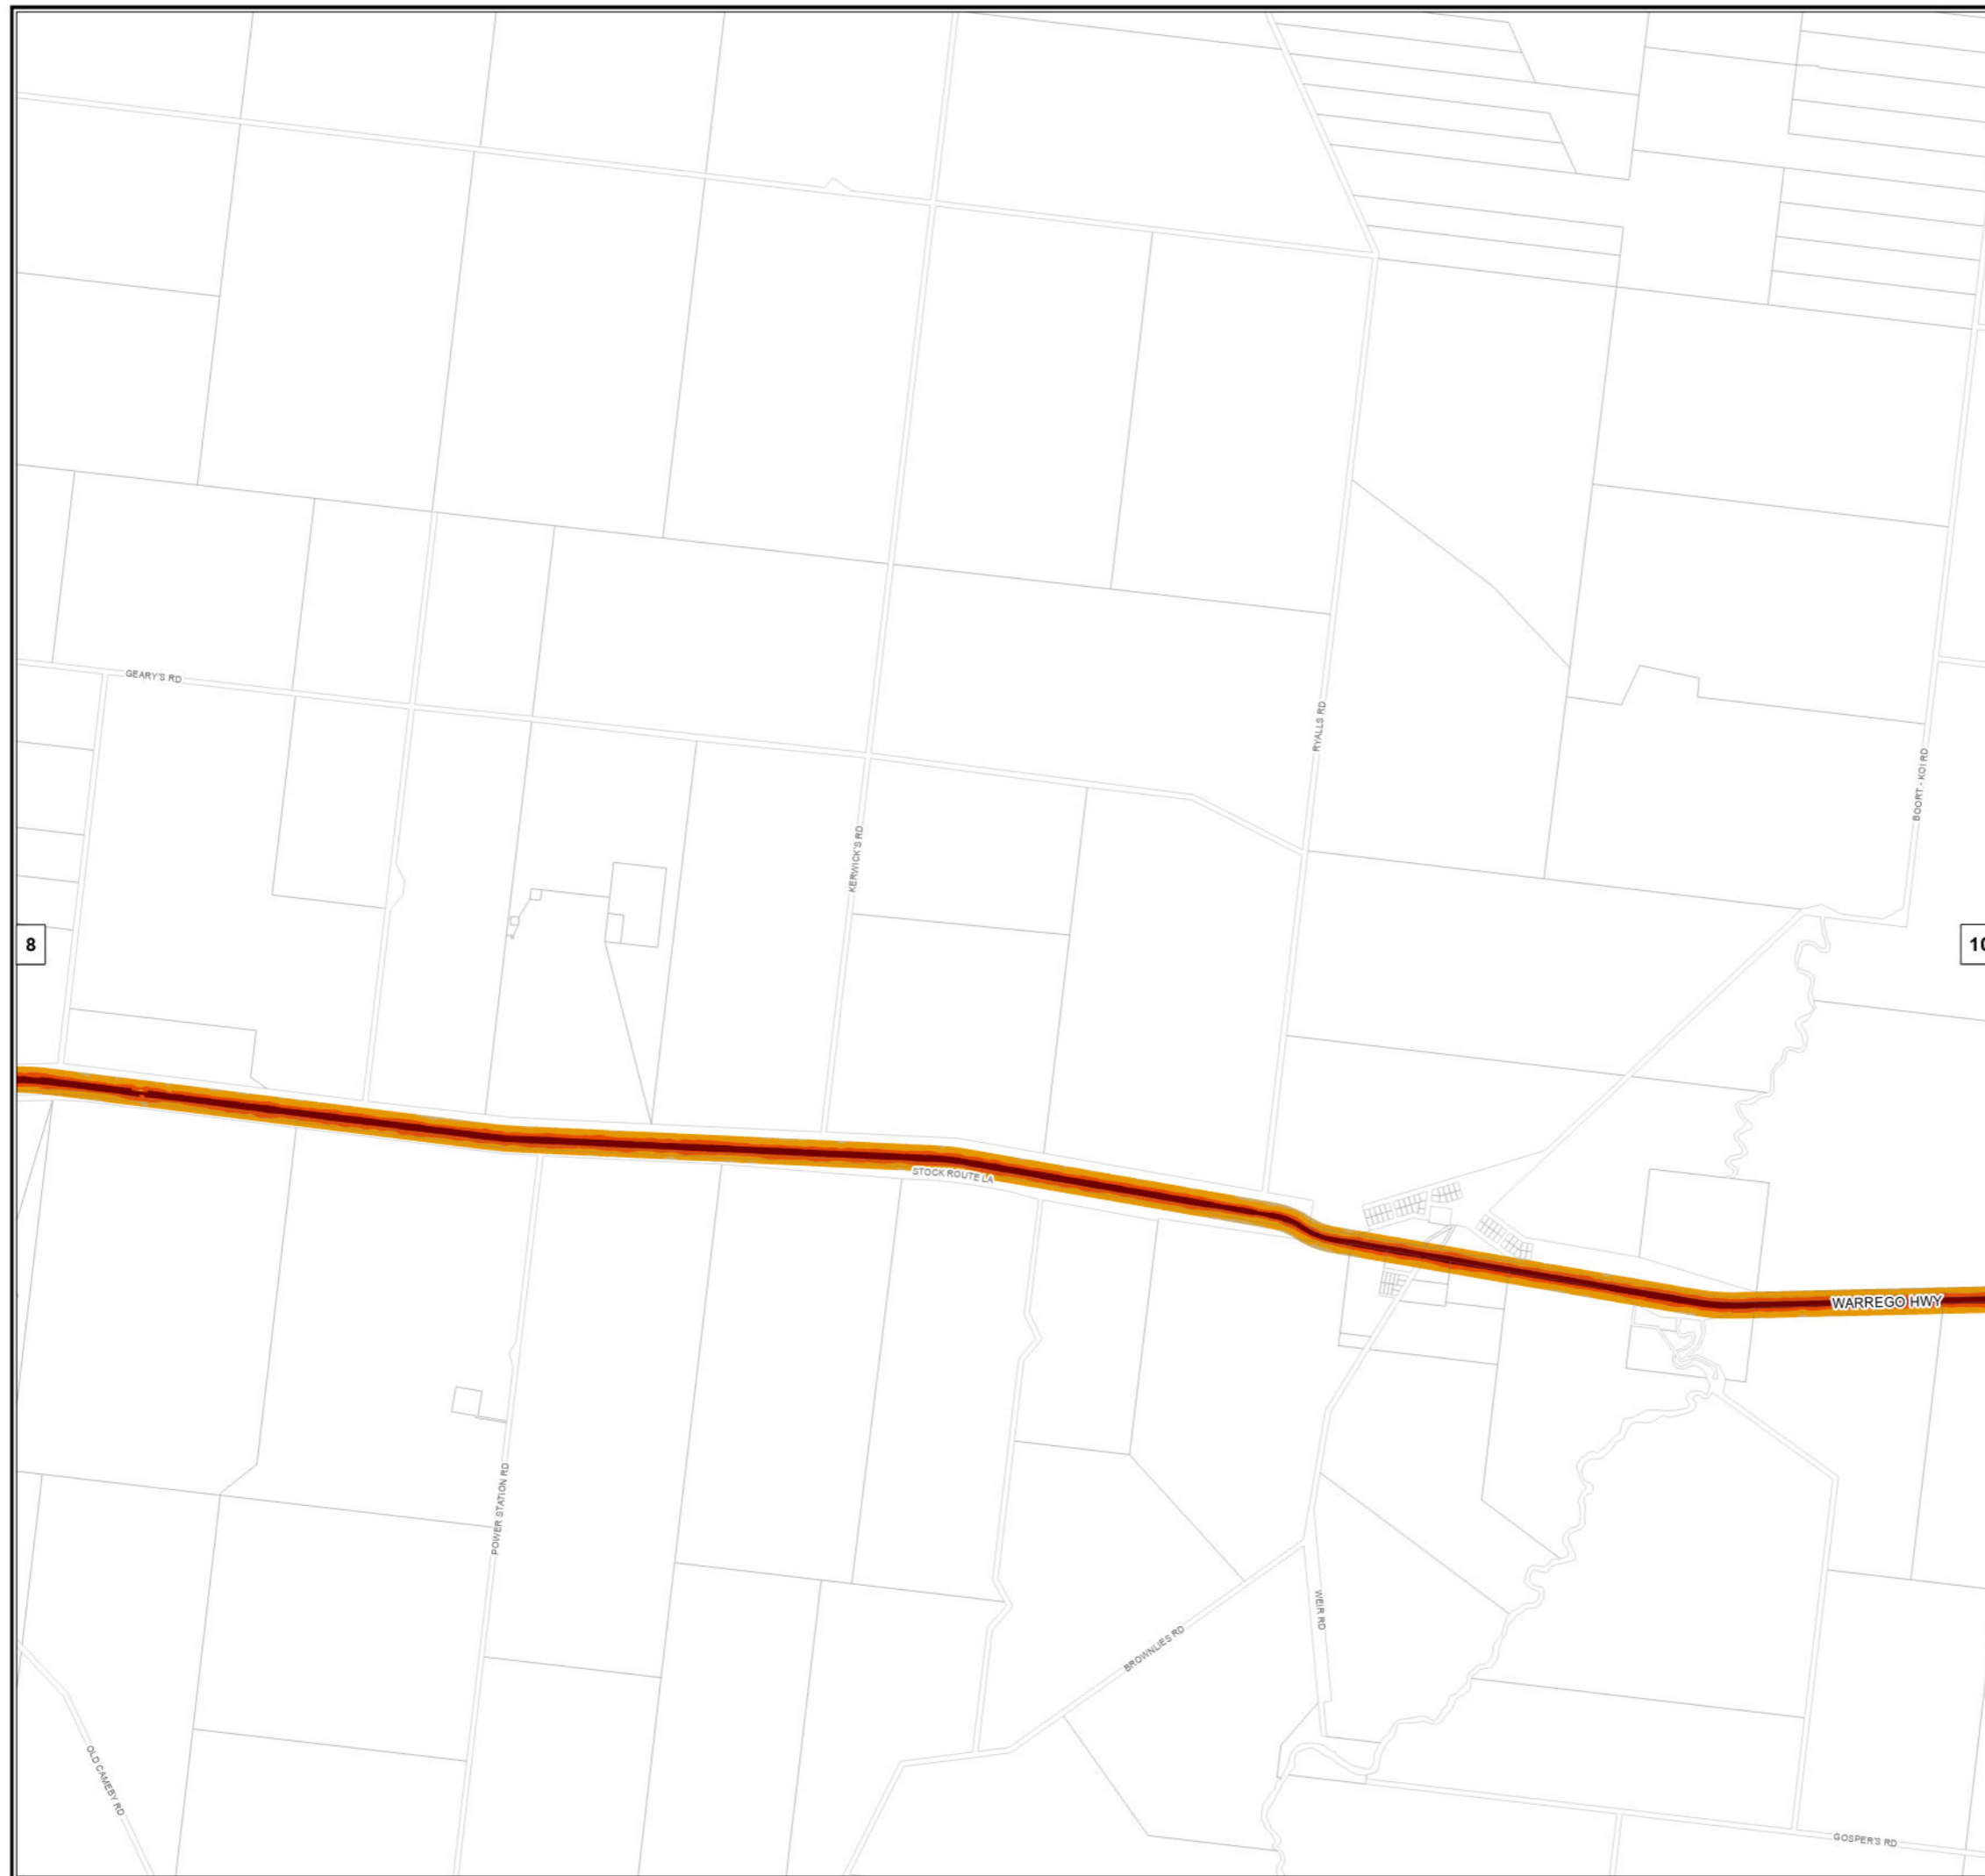 GEARY'S RD
RYALLS RD
BOORT - KOI RD
KERWICK'S RD
8
10
STOCK ROUTE LA
WARREGO HWY
POWER STATION RD
WEIR RD
BROWNLIES RD
OLD CAMEBY RD
GOSPER'S RD